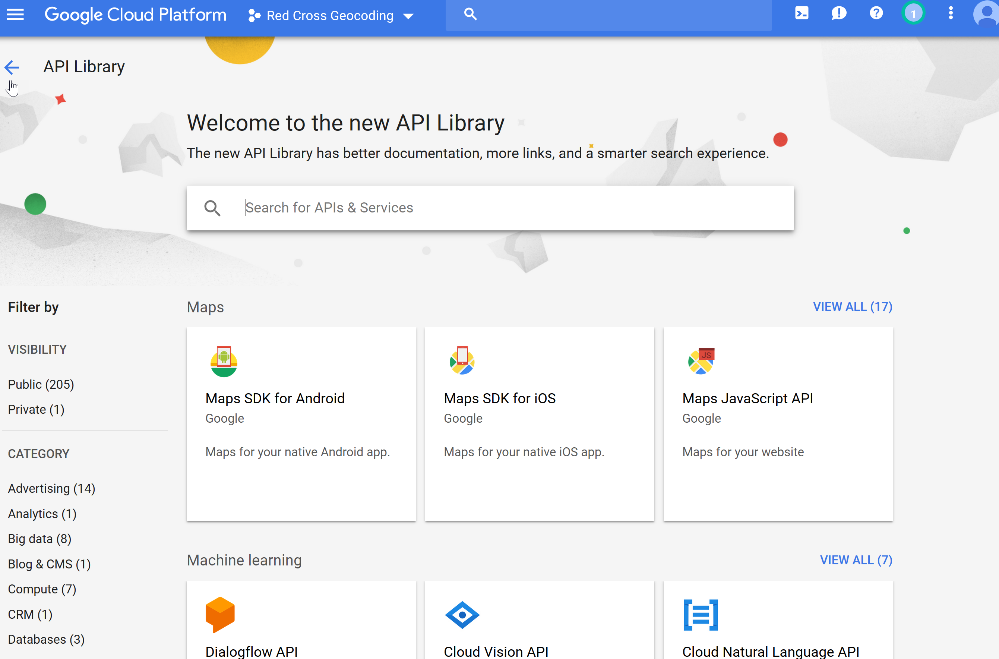 Google Cloud Platform
Red Cross Geocoding
1
API Library
Welcome to the new API Library
The new API Library has better documentation, more links, and a smarter search experience.
Search for APIs & Services
Filter by
VISIBILITY
Public (205)
Private (1)
CATEGORY
Advertising (14)
Analytics (1)
Big data (8)
Blog & CMS (1)
Compute (7)
CRM (1)
Databases (3)
Maps
VIEW ALL (17)
Maps SDK for Android
Google
Maps for your native Android app.
Maps SDK for iOS
Google
Maps for your native iOS app.
JS
Maps JavaScript API
Google
Maps for your website
Machine learning
VIEW ALL (7)
Dialogflow API
Cloud Vision API
Cloud Natural Language API